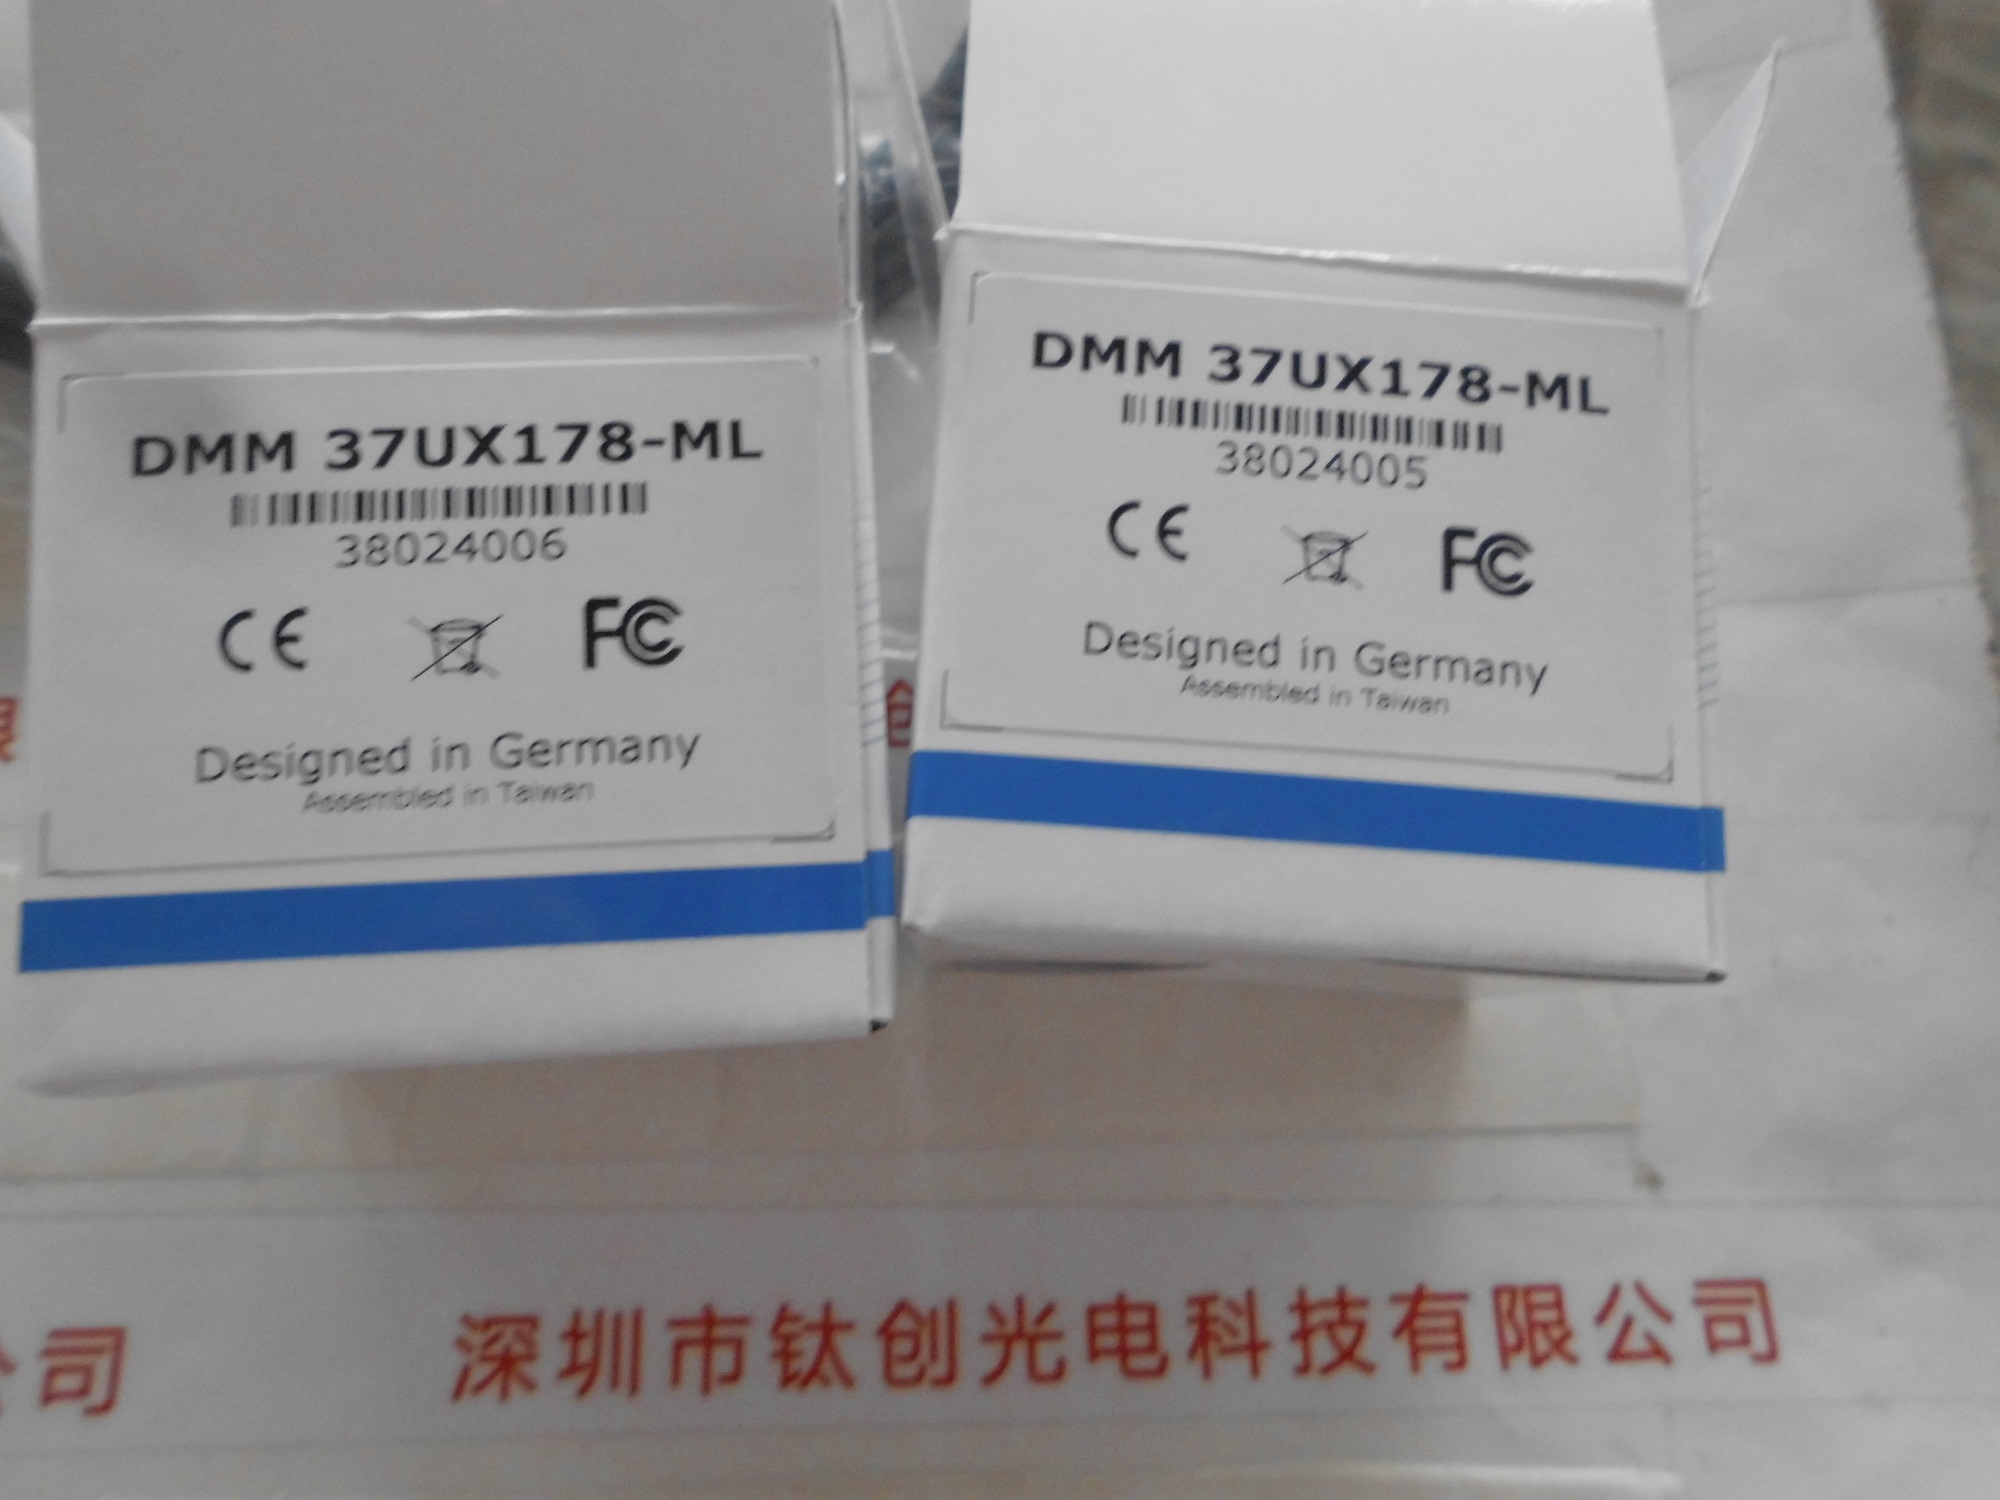 DMM 37UX178-ML
38024006
CE FC
Designed in Germany
Assembled in Taiwan
DMM 37UX178-ML
38024005
CE FC
Designed in Germany
Assembled in Taiwan
公司
深圳市钛创光电科技有限公司